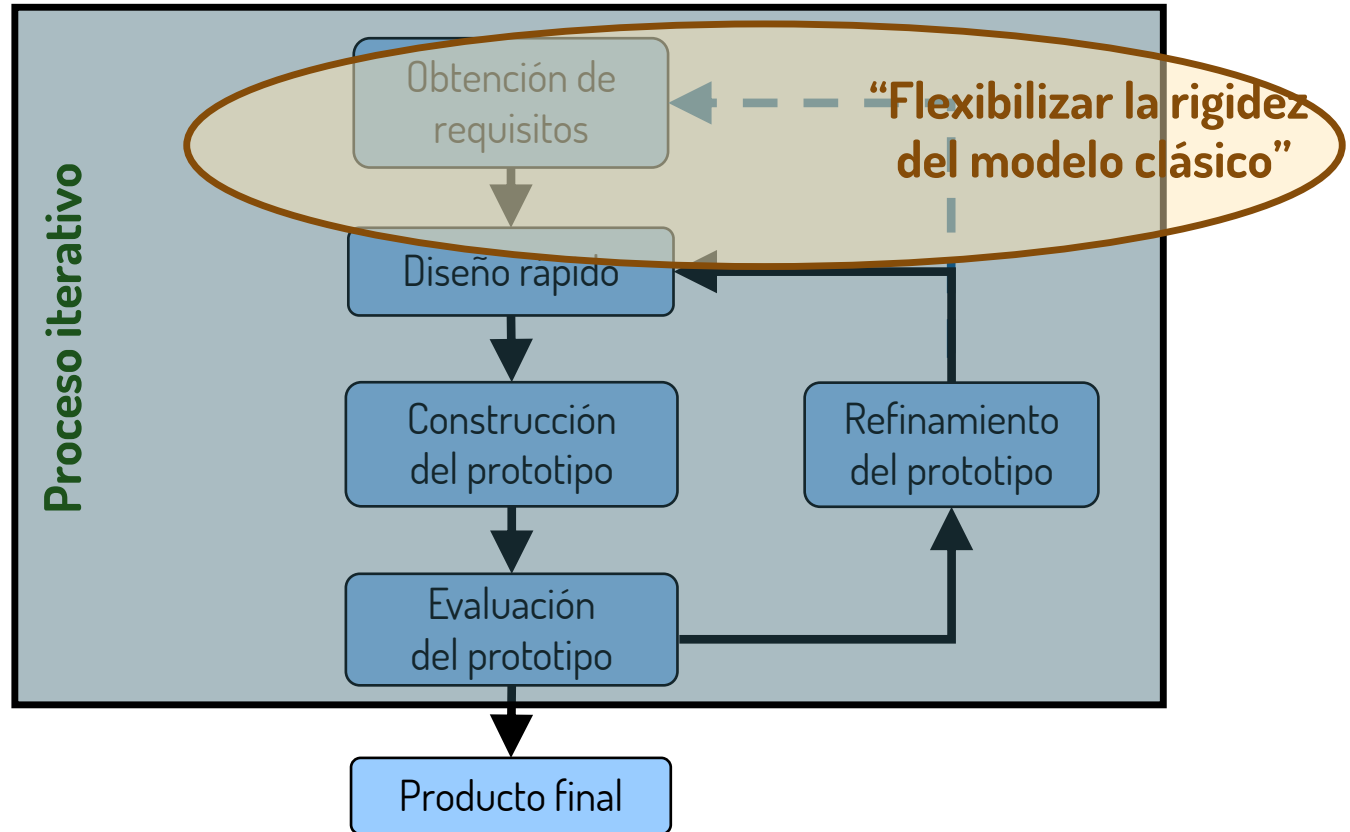 Obtención de
requisitos
“Flexibilizar la rigidez
del modelo clásico”
Proceso iterativo
Diseño rápido
Construcción
del prototipo
Refinamiento
del prototipo
Evaluación
del prototipo
Producto final